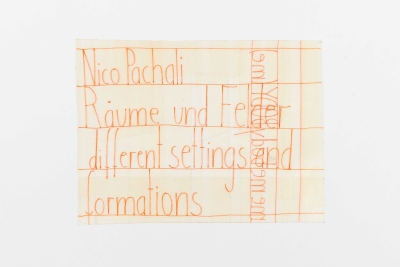 Nico Pachali
Räume und Felder
different settings and
formations